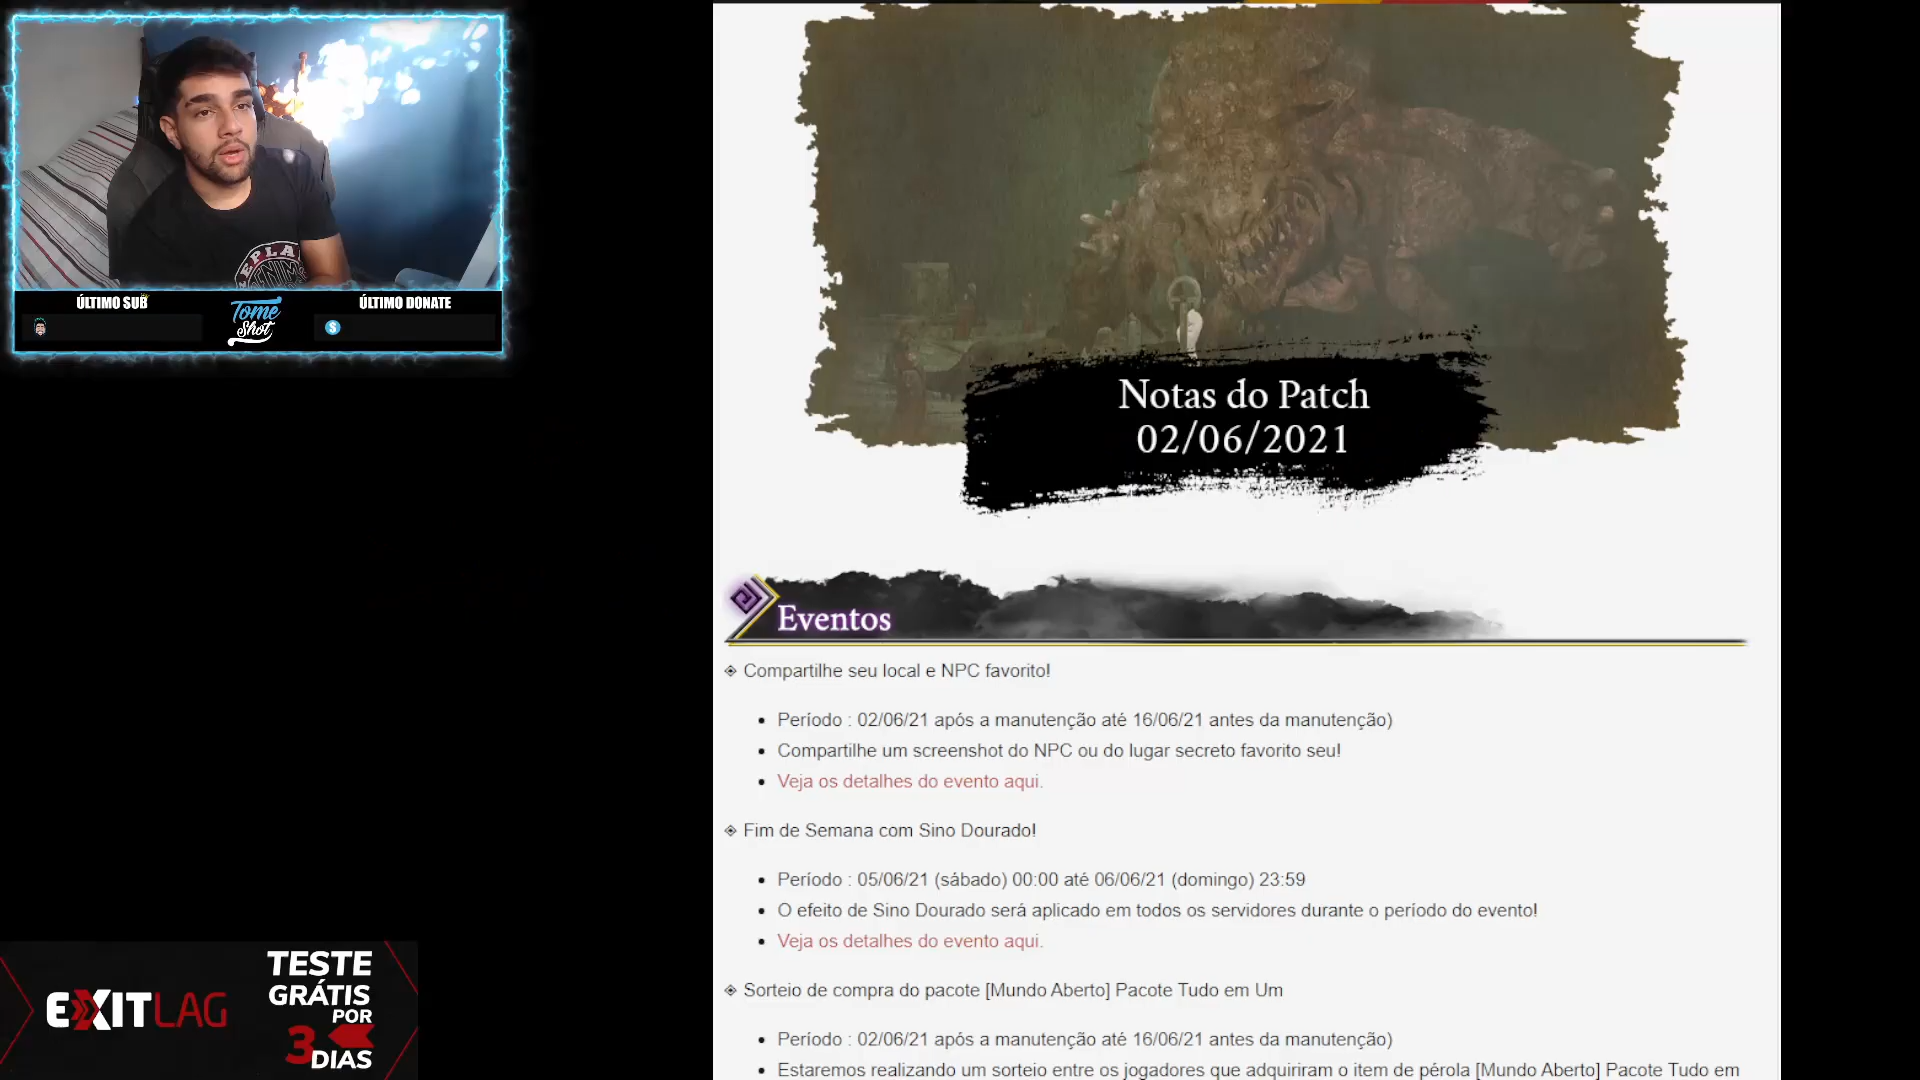 ÚLTIMO SUB
Tome
Shot
ÚLTIMO DONATE
Notas do Patch
02/06/2021
Eventos
Compartilhe seu local e NPC favorito!
Período : 02/06/21 após a manutenção até 16/06/21 antes da manutenção)
Compartilhe um screenshot do NPC ou do lugar secreto favorito seu!
Veja os detalhes do evento aqui.
Fim de Semana com Sino Dourado!
Período : 05/06/21 (sábado) 00:00 até 06/06/21 (domingo) 23:59
O efeito de Sino Dourado será aplicado em todos os servidores durante o período do evento!
Veja os detalhes do evento aqui.
Sorteio de compra do pacote [Mundo Aberto] Pacote Tudo em Um
Período : 02/06/21 após a manutenção até 16/06/21 antes da manutenção)
Estaremos realizando um sorteio entre os jogadores que adquiriram o item de pérola [Mundo Aberto] Pacote Tudo em
EXITLAG
TESTE
GRÁTIS
POR
3 DIAS